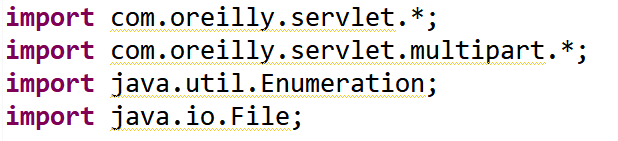 import com.oreilly.servlet.*;
import com.oreilly.servlet.multipart.*;
import java.util.Enumeration;
import java.io.File;